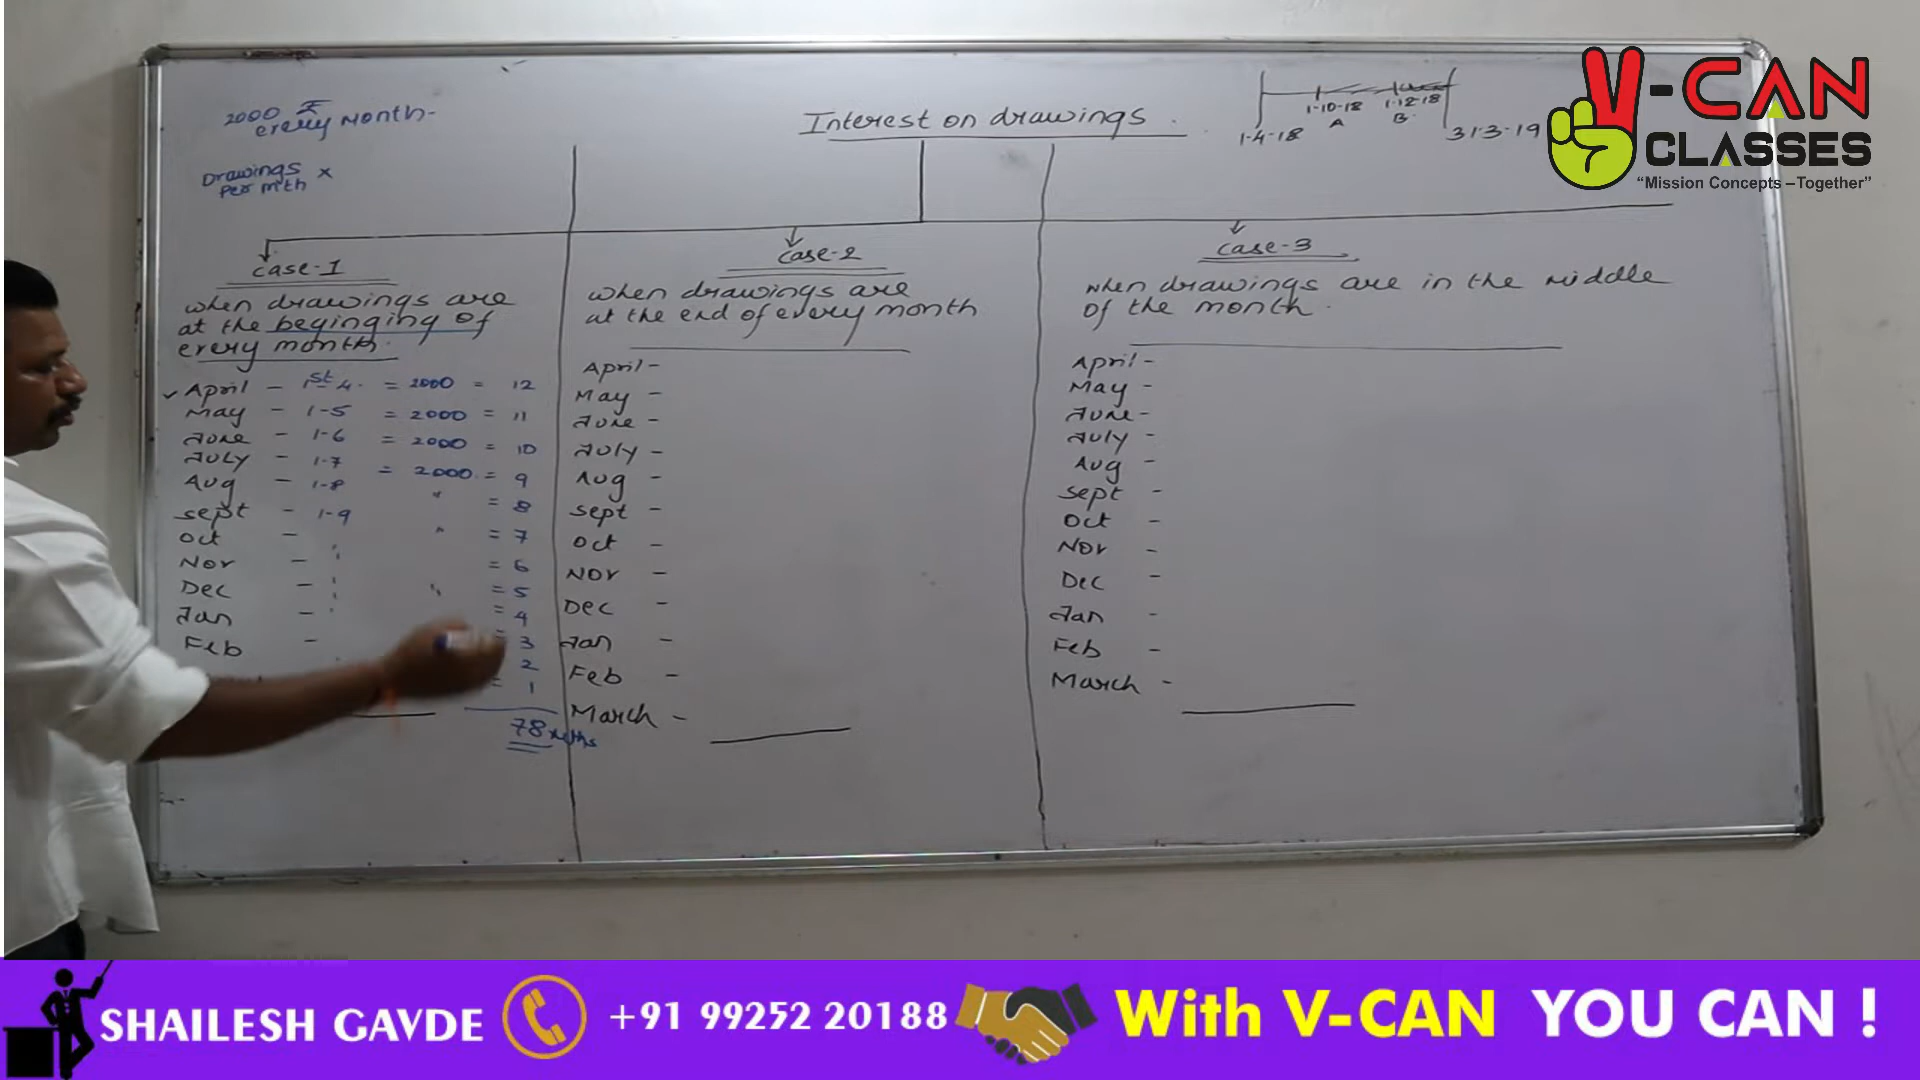 2000 ₹
every Month-
Drawings
Per mth ×
Interest on drawings
1-4-18
1-10-18
A
1-12-18
B
31-3-19
V-CAN
CLASSES
“Mission Concepts –Together”
Case-1
when drawings are
at the beginging of
every month.
✓ April - 1st 4. = 2000 = 12
May - 1-5 = 2000 = 11
June - 1-6 = 2000 = 10
July - 1-7 = 2000. = 9
Aug - 1-8 " = 8
Sept - 1-9 " = 7
Oct - = 6
Nov - = 5
Dec - " = 4
Jan - = 3
Feb - 2
= 1
78 mths
Case-2
when drawings are
at the end of every month
April -
May -
June -
July -
Aug -
Sept -
Oct -
Nov -
Dec -
Jan -
Feb -
March -
Case-3
when drawings are in the middle
of the month.
April -
May -
June -
July -
Aug -
Sept -
Oct -
Nov -
Dec -
Jan -
Feb -
March -
SHAILESH GAVDE
+91 99252 20188
With V-CAN YOU CAN !